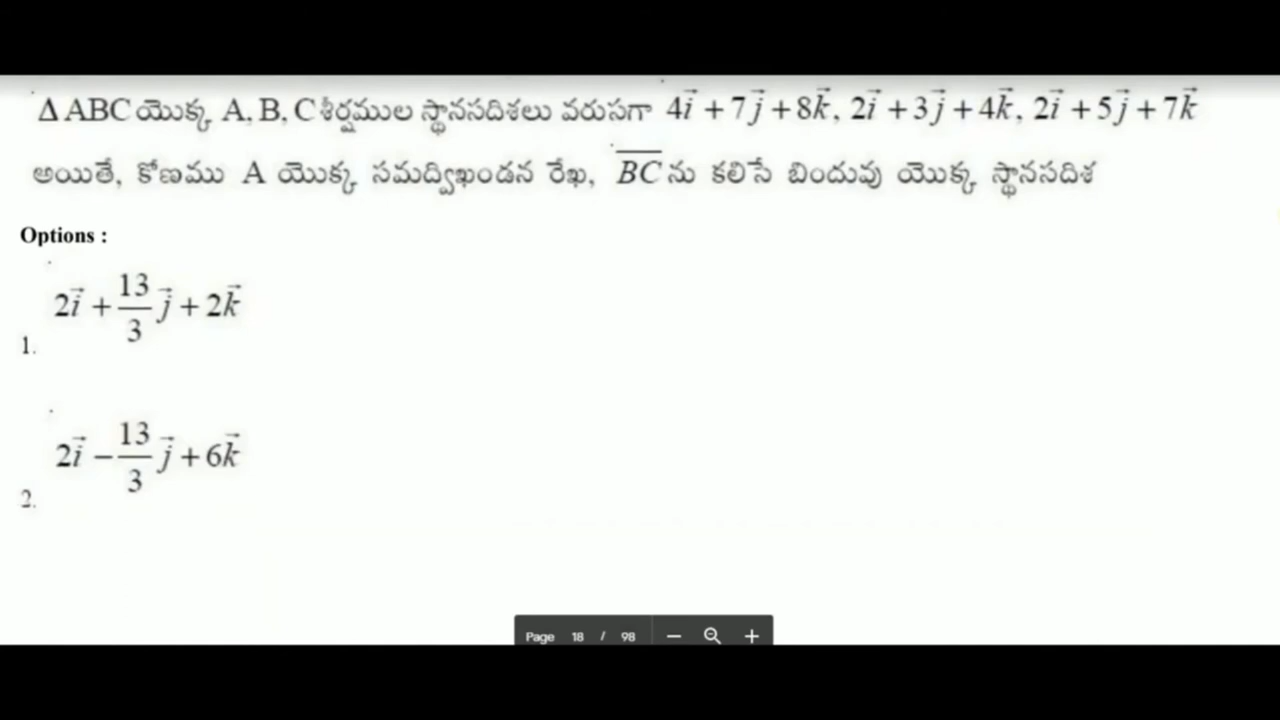 Δ ABC యొక్క A, B, C శీర్షముల స్థానసదిశలు వరుసగా 4i⃗ + 7j⃗ + 8k⃗, 2i⃗ + 3j⃗ + 4k⃗, 2i⃗ + 5j⃗ + 7k⃗
అయితే, కోణము A యొక్క సమద్విఖండన రేఖ, B̅C̅ ను కలిసే బిందువు యొక్క స్థానసదిశ
Options :
1. 2i⃗ + 13/3 j⃗ + 2k⃗
2. 2i⃗ − 13/3 j⃗ + 6k⃗
Page 18 / 98